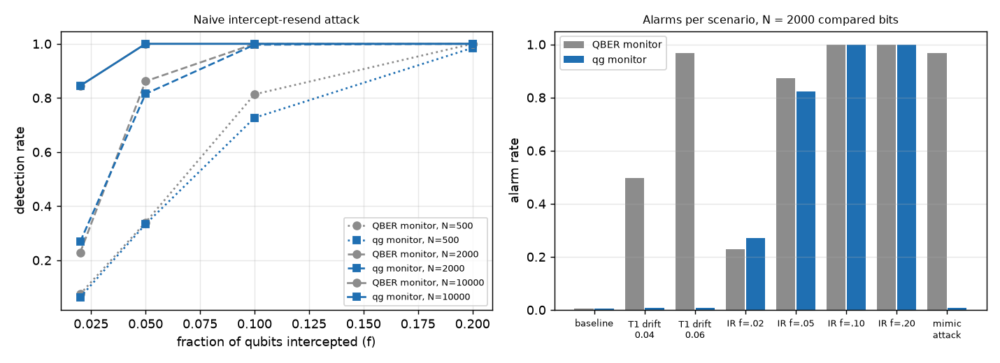 Naive intercept-resend attack
detection rate
1.0
0.8
0.6
0.4
0.2
0.025
0.050
0.075
0.100
0.125
0.150
0.175
0.200
fraction of qubits intercepted (f)
QBER monitor, N=500
qg monitor, N=500
QBER monitor, N=2000
qg monitor, N=2000
QBER monitor, N=10000
qg monitor, N=10000
Alarms per scenario, N = 2000 compared bits
alarm rate
1.0
0.8
0.6
0.4
0.2
0.0
QBER monitor
qg monitor
baseline
T1 drift
0.04
T1 drift
0.06
IR f=.02
IR f=.05
IR f=.10
IR f=.20
mimic
attack